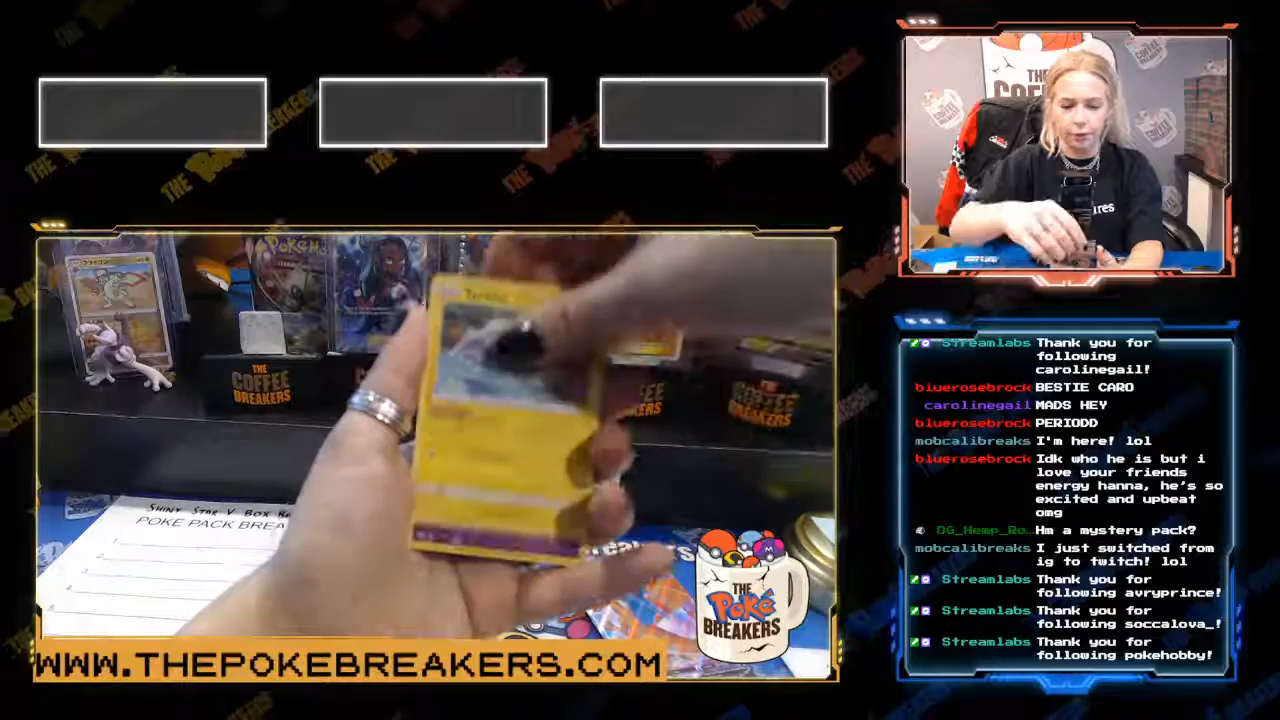 THE
COFFEE
BREAKERS
THE
COFFEE
BREAKERS
SHINY STAR V BOX
POKE PACK BREA
THE
Poké
BREAKERS
WWW.THEPOKEBREAKERS.COM
Streamlabs Thank you for
following
carolinegail!
bluerosebrock BESTIE CARO
carolinegail MADS HEY
bluerosebrock PERIODD
mobcalibreaks I'm here! lol
bluerosebrock Idk who he is but i
love your friends
energy hanna, he's so
excited and upbeat
omg
OG_Hemp_Ro… Hm a mystery pack?
mobcalibreaks I just switched from
ig to twitch! lol
Streamlabs Thank you for
following avryprince!
Streamlabs Thank you for
following soccalova_!
Streamlabs Thank you for
following pokehobby!